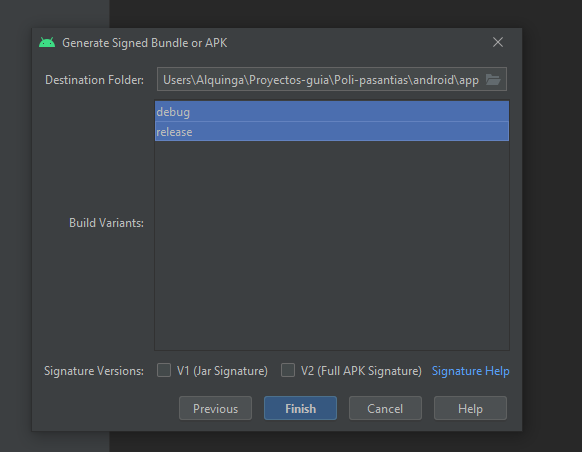 Generate Signed Bundle or APK
Destination Folder: Users\Alquinga\Proyectos-guia\Poli-pasantias\android\app
debug
release
Build Variants:
Signature Versions: V1 (Jar Signature) V2 (Full APK Signature) Signature Help
Previous Finish Cancel Help